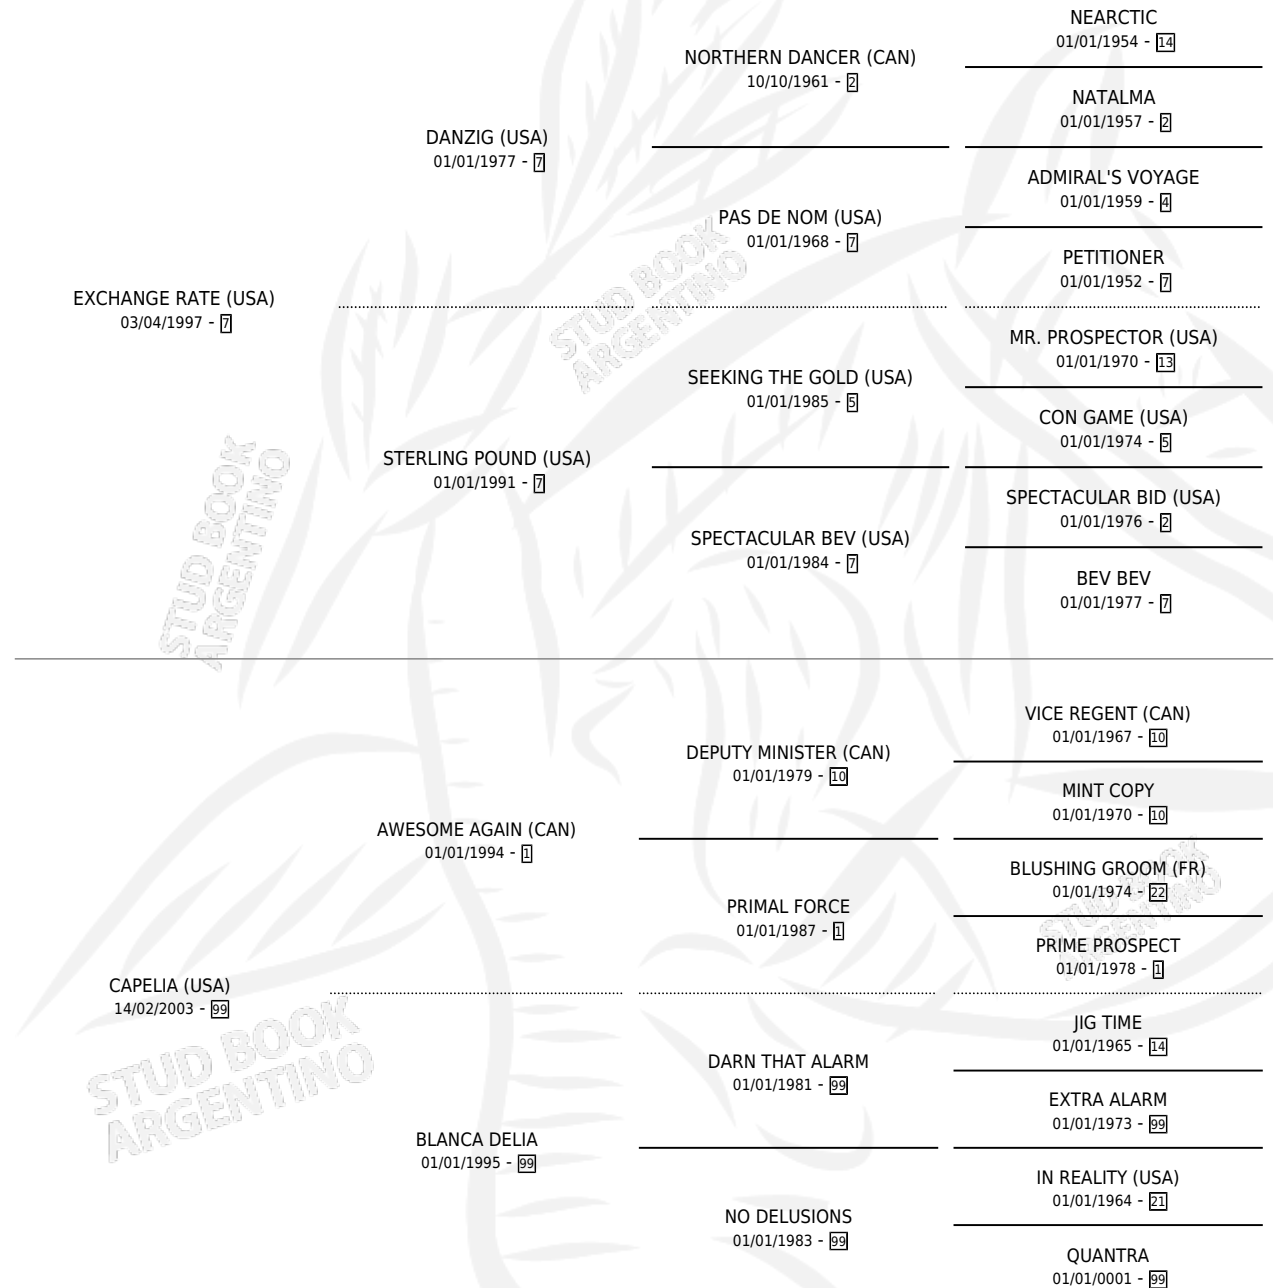 NEARCTIC
01/01/1954 - 14
NORTHERN DANCER (CAN)
10/10/1961 - 2
NATALMA
01/01/1957 - 2
DANZIG (USA)
01/01/1977 - 7
ADMIRAL'S VOYAGE
01/01/1959 - 4
PAS DE NOM (USA)
01/01/1968 - 7
PETITIONER
01/01/1952 - 7
EXCHANGE RATE (USA)
03/04/1997 - 7
STUD BOOK
ARGENTINO
MR. PROSPECTOR (USA)
01/01/1970 - 13
SEEKING THE GOLD (USA)
01/01/1985 - 5
CON GAME (USA)
01/01/1974 - 5
STERLING POUND (USA)
01/01/1991 - 7
SPECTACULAR BID (USA)
01/01/1976 - 2
SPECTACULAR BEV (USA)
01/01/1984 - 7
BEV BEV
01/01/1977 - 7
STUD BOOK
ARGENTINO
VICE REGENT (CAN)
01/01/1967 - 10
DEPUTY MINISTER (CAN)
01/01/1979 - 10
MINT COPY
01/01/1970 - 10
AWESOME AGAIN (CAN)
01/01/1994 - 1
BLUSHING GROOM (FR)
01/01/1974 - 22
STUD BOOK
ARGENTINO
PRIMAL FORCE
01/01/1987 - 1
PRIME PROSPECT
01/01/1978 - 1
CAPELIA (USA)
14/02/2003 - 99
STUD BOOK
ARGENTINO
JIG TIME
01/01/1965 - 14
DARN THAT ALARM
01/01/1981 - 99
EXTRA ALARM
01/01/1973 - 99
BLANCA DELIA
01/01/1995 - 99
IN REALITY (USA)
01/01/1964 - 21
NO DELUSIONS
01/01/1983 - 99
QUANTRA
01/01/0001 - 99